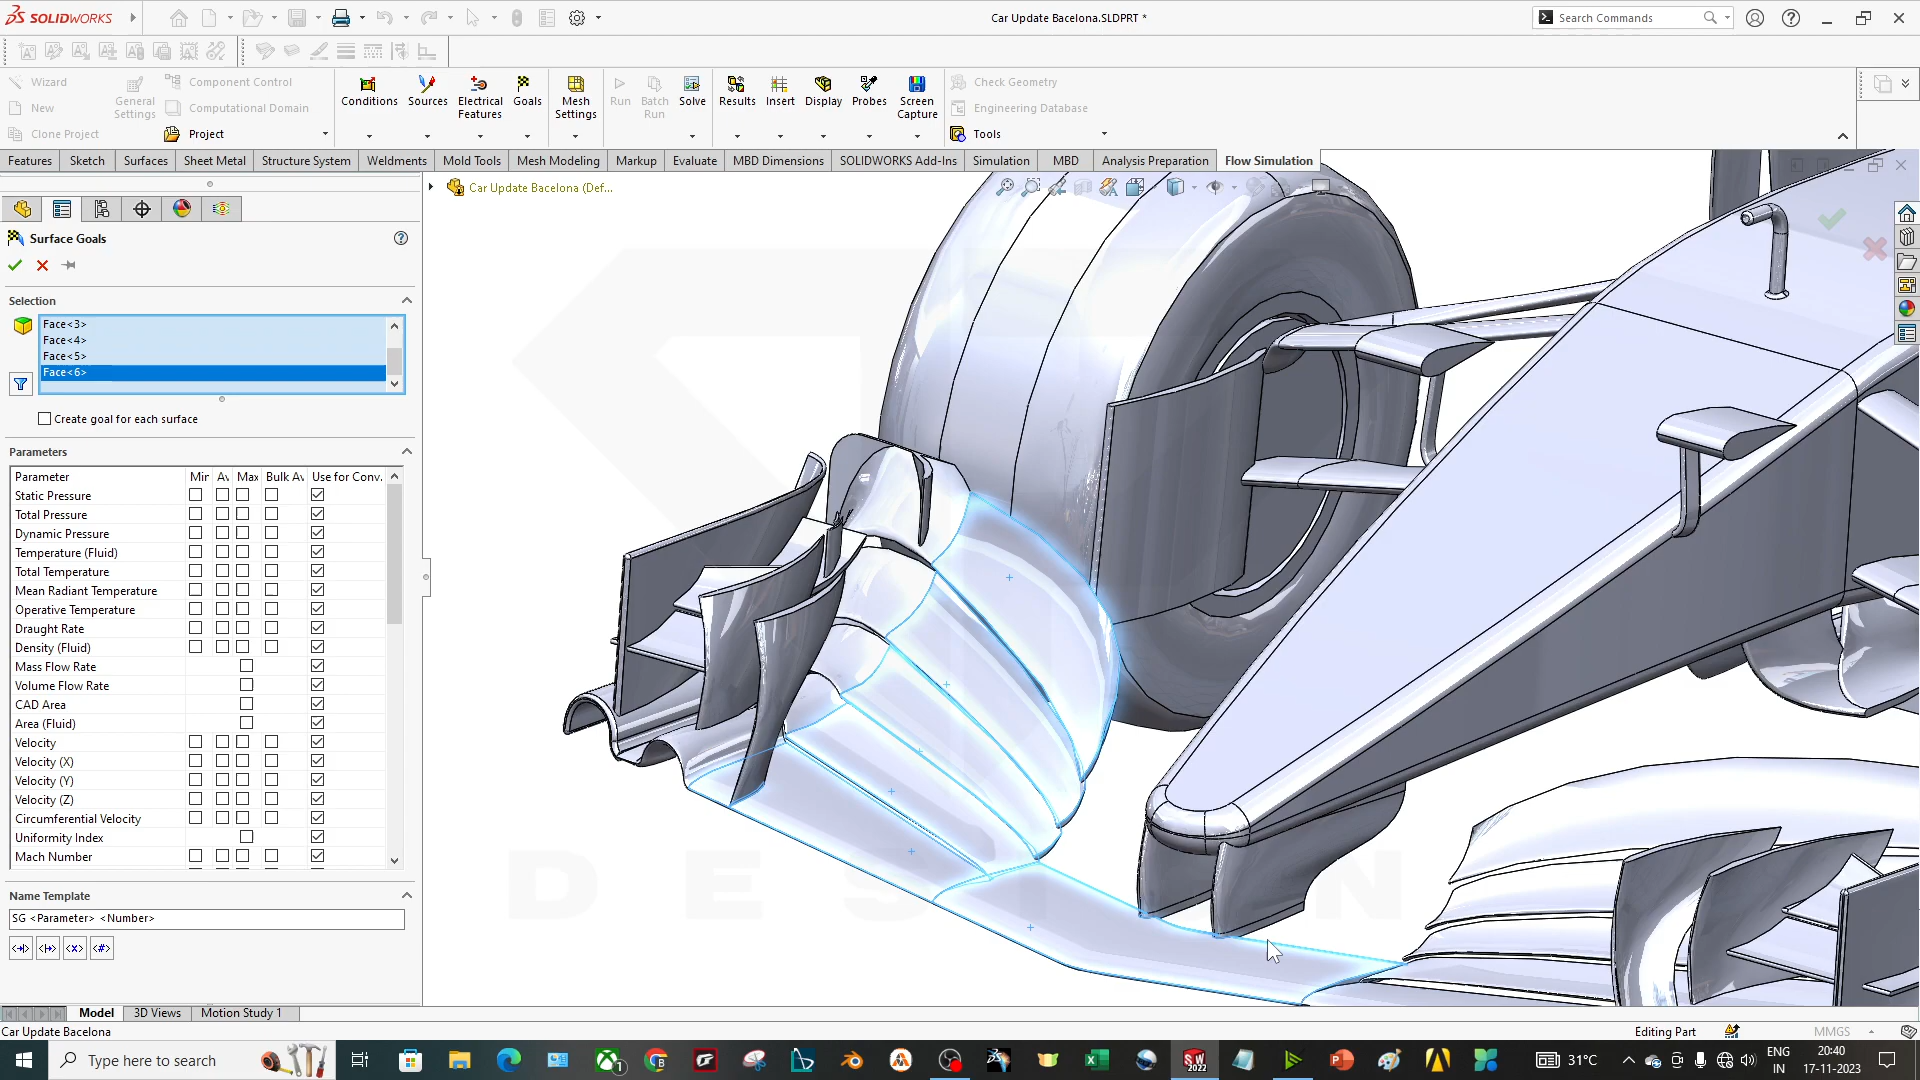 SOLIDWORKS
Car Update Bacelona.SLDPRT *
Search Commands
Wizard
New
Clone Project
General Settings
Component Control
Computational Domain
Project
Conditions
Sources
Electrical Features
Goals
Mesh Settings
Run
Batch Run
Solve
Results
Insert
Display
Probes
Screen Capture
Check Geometry
Engineering Database
Tools
Features Sketch Surfaces Sheet Metal Structure System Weldments Mold Tools Mesh Modeling Markup Evaluate MBD Dimensions SOLIDWORKS Add-Ins Simulation MBD Analysis Preparation Flow Simulation
Car Update Bacelona (Def...
Surface Goals
Selection
Face<3>
Face<4>
Face<5>
Face<6>
Create goal for each surface
Parameters
Parameter Mir Av Max Bulk Av Use for Conv.
Static Pressure
Total Pressure
Dynamic Pressure
Temperature (Fluid)
Total Temperature
Mean Radiant Temperature
Operative Temperature
Draught Rate
Density (Fluid)
Mass Flow Rate
Volume Flow Rate
CAD Area
Area (Fluid)
Velocity
Velocity (X)
Velocity (Y)
Velocity (Z)
Circumferential Velocity
Uniformity Index
Mach Number
Name Template
SG <Parameter> <Number>
Model 3D Views Motion Study 1
Car Update Bacelona
Editing Part
MMGS
Type here to search
31°C
ENG
IN
20:40
17-11-2023